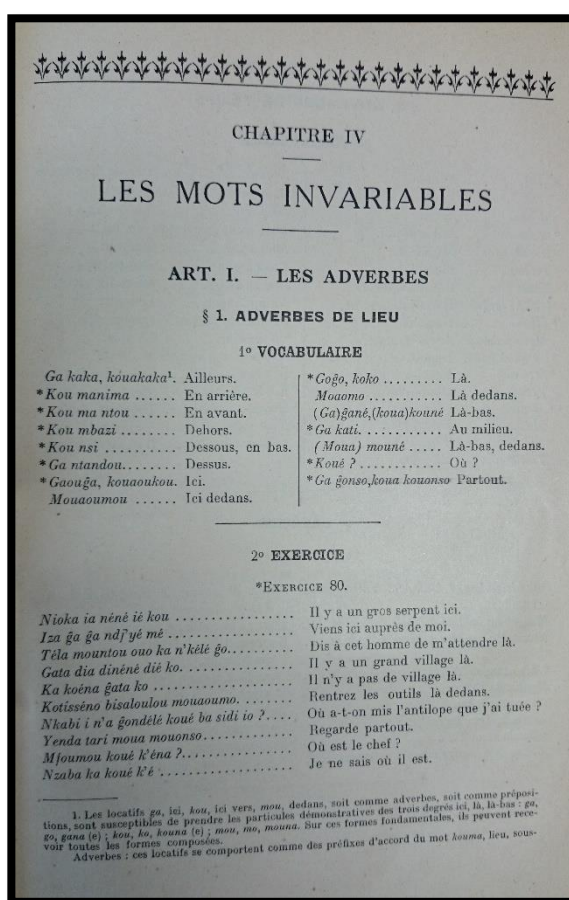 CHAPITRE IV
LES MOTS INVARIABLES
ART. I. — LES ADVERBES
§ 1. ADVERBES DE LIEU
1º VOCABULAIRE
Ga kaka, kouakaka¹. Ailleurs.
*Kou manima ...... En arrière.
*Kou ma ntou ...... En avant.
*Kou mbazi ........ Dehors.
*Kou nsi ........... Dessous, en bas.
*Ga ntandou........ Dessus.
*Gaouĝa, kouaoukou. Ici.
Mouaoumou ...... Ici dedans.
*Goĝo, koko ......... Là.
Moaomo ............ Là dedans.
(Ga)ĝané,(koua)kouné Là-bas.
*Ga kati............. Au milieu.
(Moua) mouné ..... Là-bas, dedans.
*Koué ? ............ Où ?
*Ga ĝonso,koua kouonso Partout.
2º EXERCICE
*EXERCICE 80.
Nioka ia néné ié kou ................. Il y a un gros serpent ici.
Iza ĝa ĝa ndj'yé mé .................. Viens ici auprès de moi.
Téla mountou ouo ka n'kélé ĝo.......... Dis à cet homme de m'attendre là.
Gata dia dinéné dié ko. ................ Il y a un grand village là.
Ka koéna ĝata ko .................... Il n'y a pas de village là.
Kotisséno bisaloulou mouaoumo. ........ Rentrez les outils là dedans.
Nkabi i n'a ĝondélé koué ba sidi io ?.... Où a-t-on mis l'antilope que j'ai tuée ?
Yenda tari moua mouonso............... Regarde partout.
Mfoumou koué k'éna ?................ Où est le chef ?
Nzaba ka koué k'é .................... Je ne sais où il est.
1. Les locatifs ga, ici, kou, ici vers, mou, dedans, soit comme adverbes, soit comme préposi-
tions, sont susceptibles de prendre les particules démonstratives des trois degrés ici, là, là-bas : ga,
go, gana (e) ; kou, ko, kouna (e) ; mou, mo, mouna. Sur ces formes fondamentales, ils peuvent rece-
voir toutes les formes composées.
Adverbes : ces locatifs se comportent comme des préfixes d'accord du mot kouma, lieu, sous-